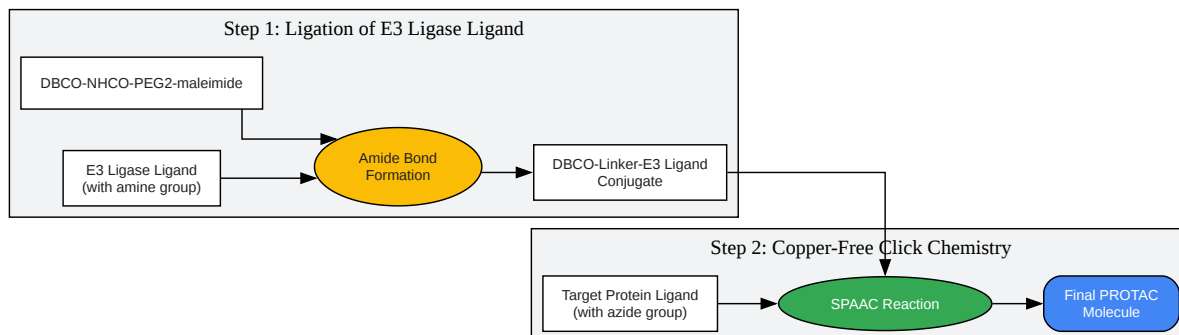 Step 1: Ligation of E3 Ligase Ligand
DBCO-NHCO-PEG2-maleimide
E3 Ligase Ligand
(with amine group)
Amide Bond
Formation
DBCO-Linker-E3 Ligand
Conjugate
Step 2: Copper-Free Click Chemistry
Target Protein Ligand
(with azide group)
SPAAC Reaction
Final PROTAC
Molecule